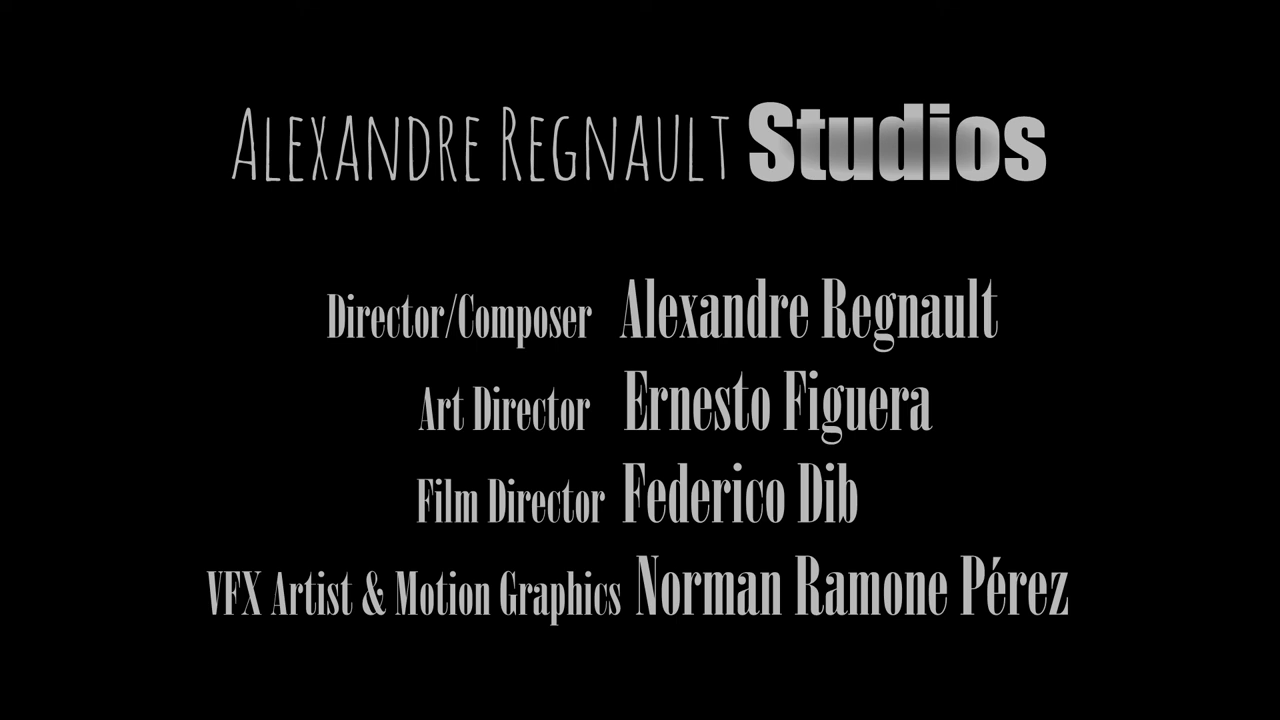 Alexandre Regnault Studios
Director/Composer Alexandre Regnault
Art Director Ernesto Figuera
Film Director Federico Dib
VFX Artist & Motion Graphics Norman Ramone Pérez